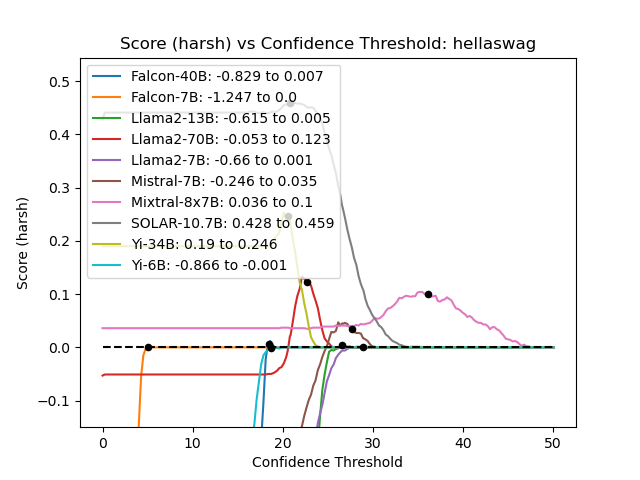 Score (harsh) vs Confidence Threshold: hellaswag
Score (harsh)
0.5
0.4
0.3
0.2
0.1
0.0
−0.1
Falcon-40B: -0.829 to 0.007
Falcon-7B: -1.247 to 0.0
Llama2-13B: -0.615 to 0.005
Llama2-70B: -0.053 to 0.123
Llama2-7B: -0.66 to 0.001
Mistral-7B: -0.246 to 0.035
Mixtral-8x7B: 0.036 to 0.1
SOLAR-10.7B: 0.428 to 0.459
Yi-34B: 0.19 to 0.246
Yi-6B: -0.866 to -0.001
0 10 20 30 40 50
Confidence Threshold